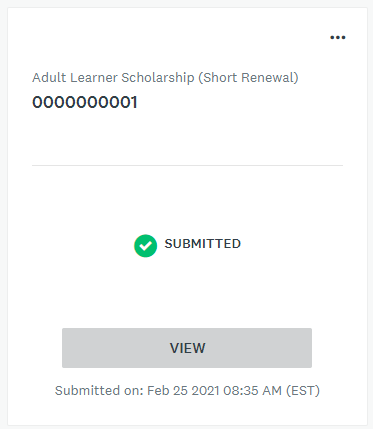 Adult Learner Scholarship (Short Renewal)
0000000001
SUBMITTED
VIEW
Submitted on: Feb 25 2021 08:35 AM (EST)